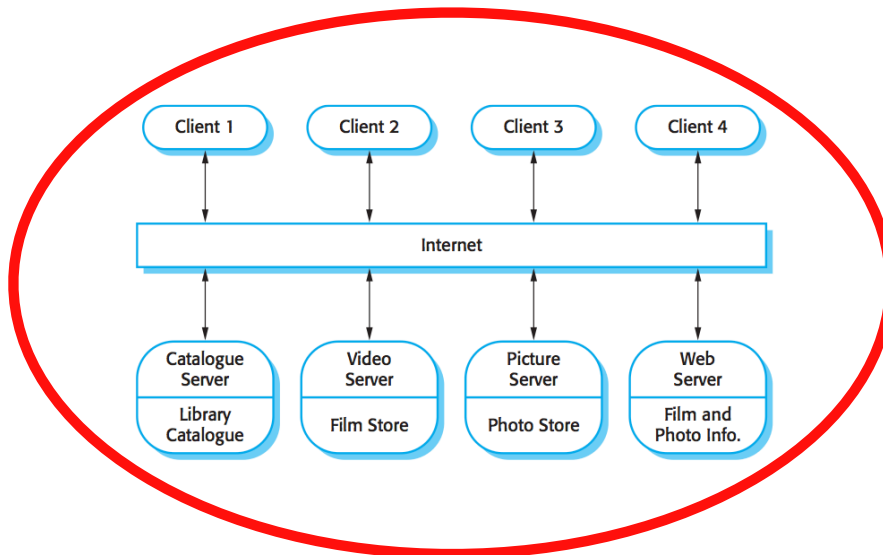 Client 1
Client 2
Client 3
Client 4
Internet
Catalogue
Server
Library
Catalogue
Video
Server
Film Store
Picture
Server
Photo Store
Web
Server
Film and
Photo Info.